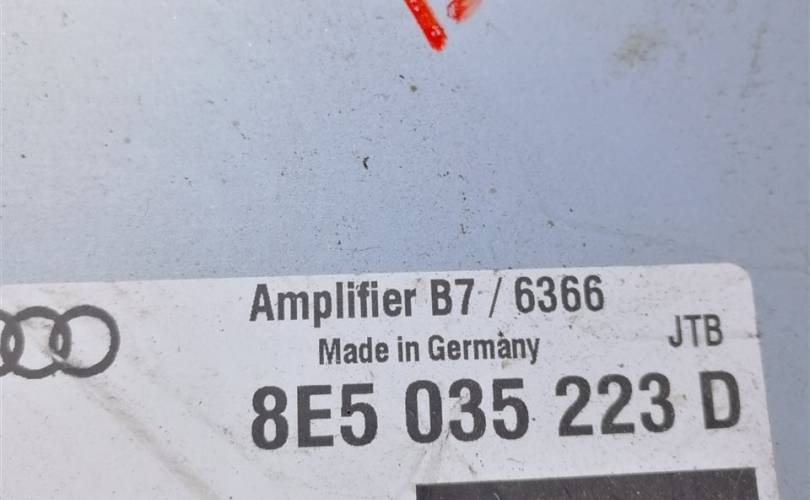 Amplifier B7 / 6366
Made in Germany
JTB
8E5 035 223 D